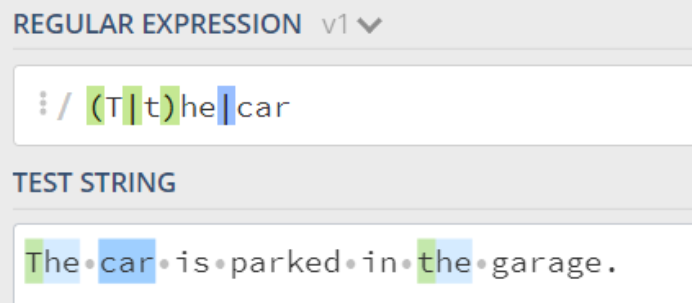 REGULAR EXPRESSION v1
/ (T|t)he|car
TEST STRING
The·car·is·parked·in·the·garage.